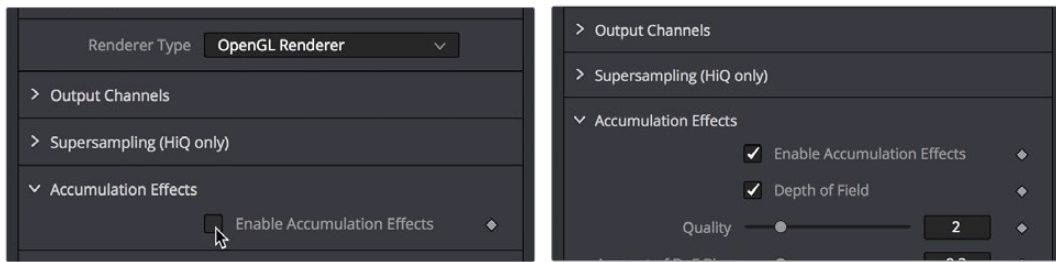 Renderer Type OpenGL Renderer
Output Channels
Supersampling (HiQ only)
Accumulation Effects
Enable Accumulation Effects
Output Channels
Supersampling (HiQ only)
Accumulation Effects
Enable Accumulation Effects
Depth of Field
Quality 2